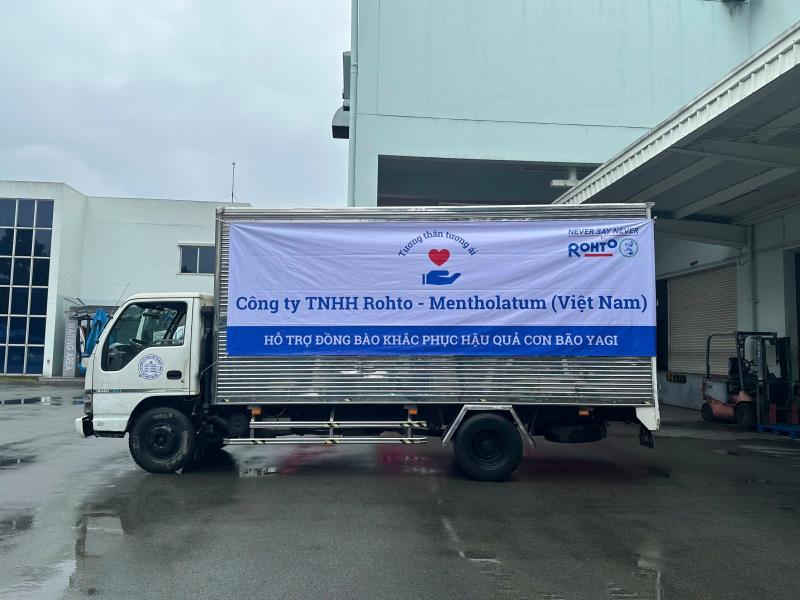 Tương thân tương ái
NEVER SAY NEVER
ROHTO
Công ty TNHH Rohto - Mentholatum (Việt Nam)
HỖ TRỢ ĐỒNG BÀO KHẮC PHỤC HẬU QUẢ CƠN BÃO YAGI